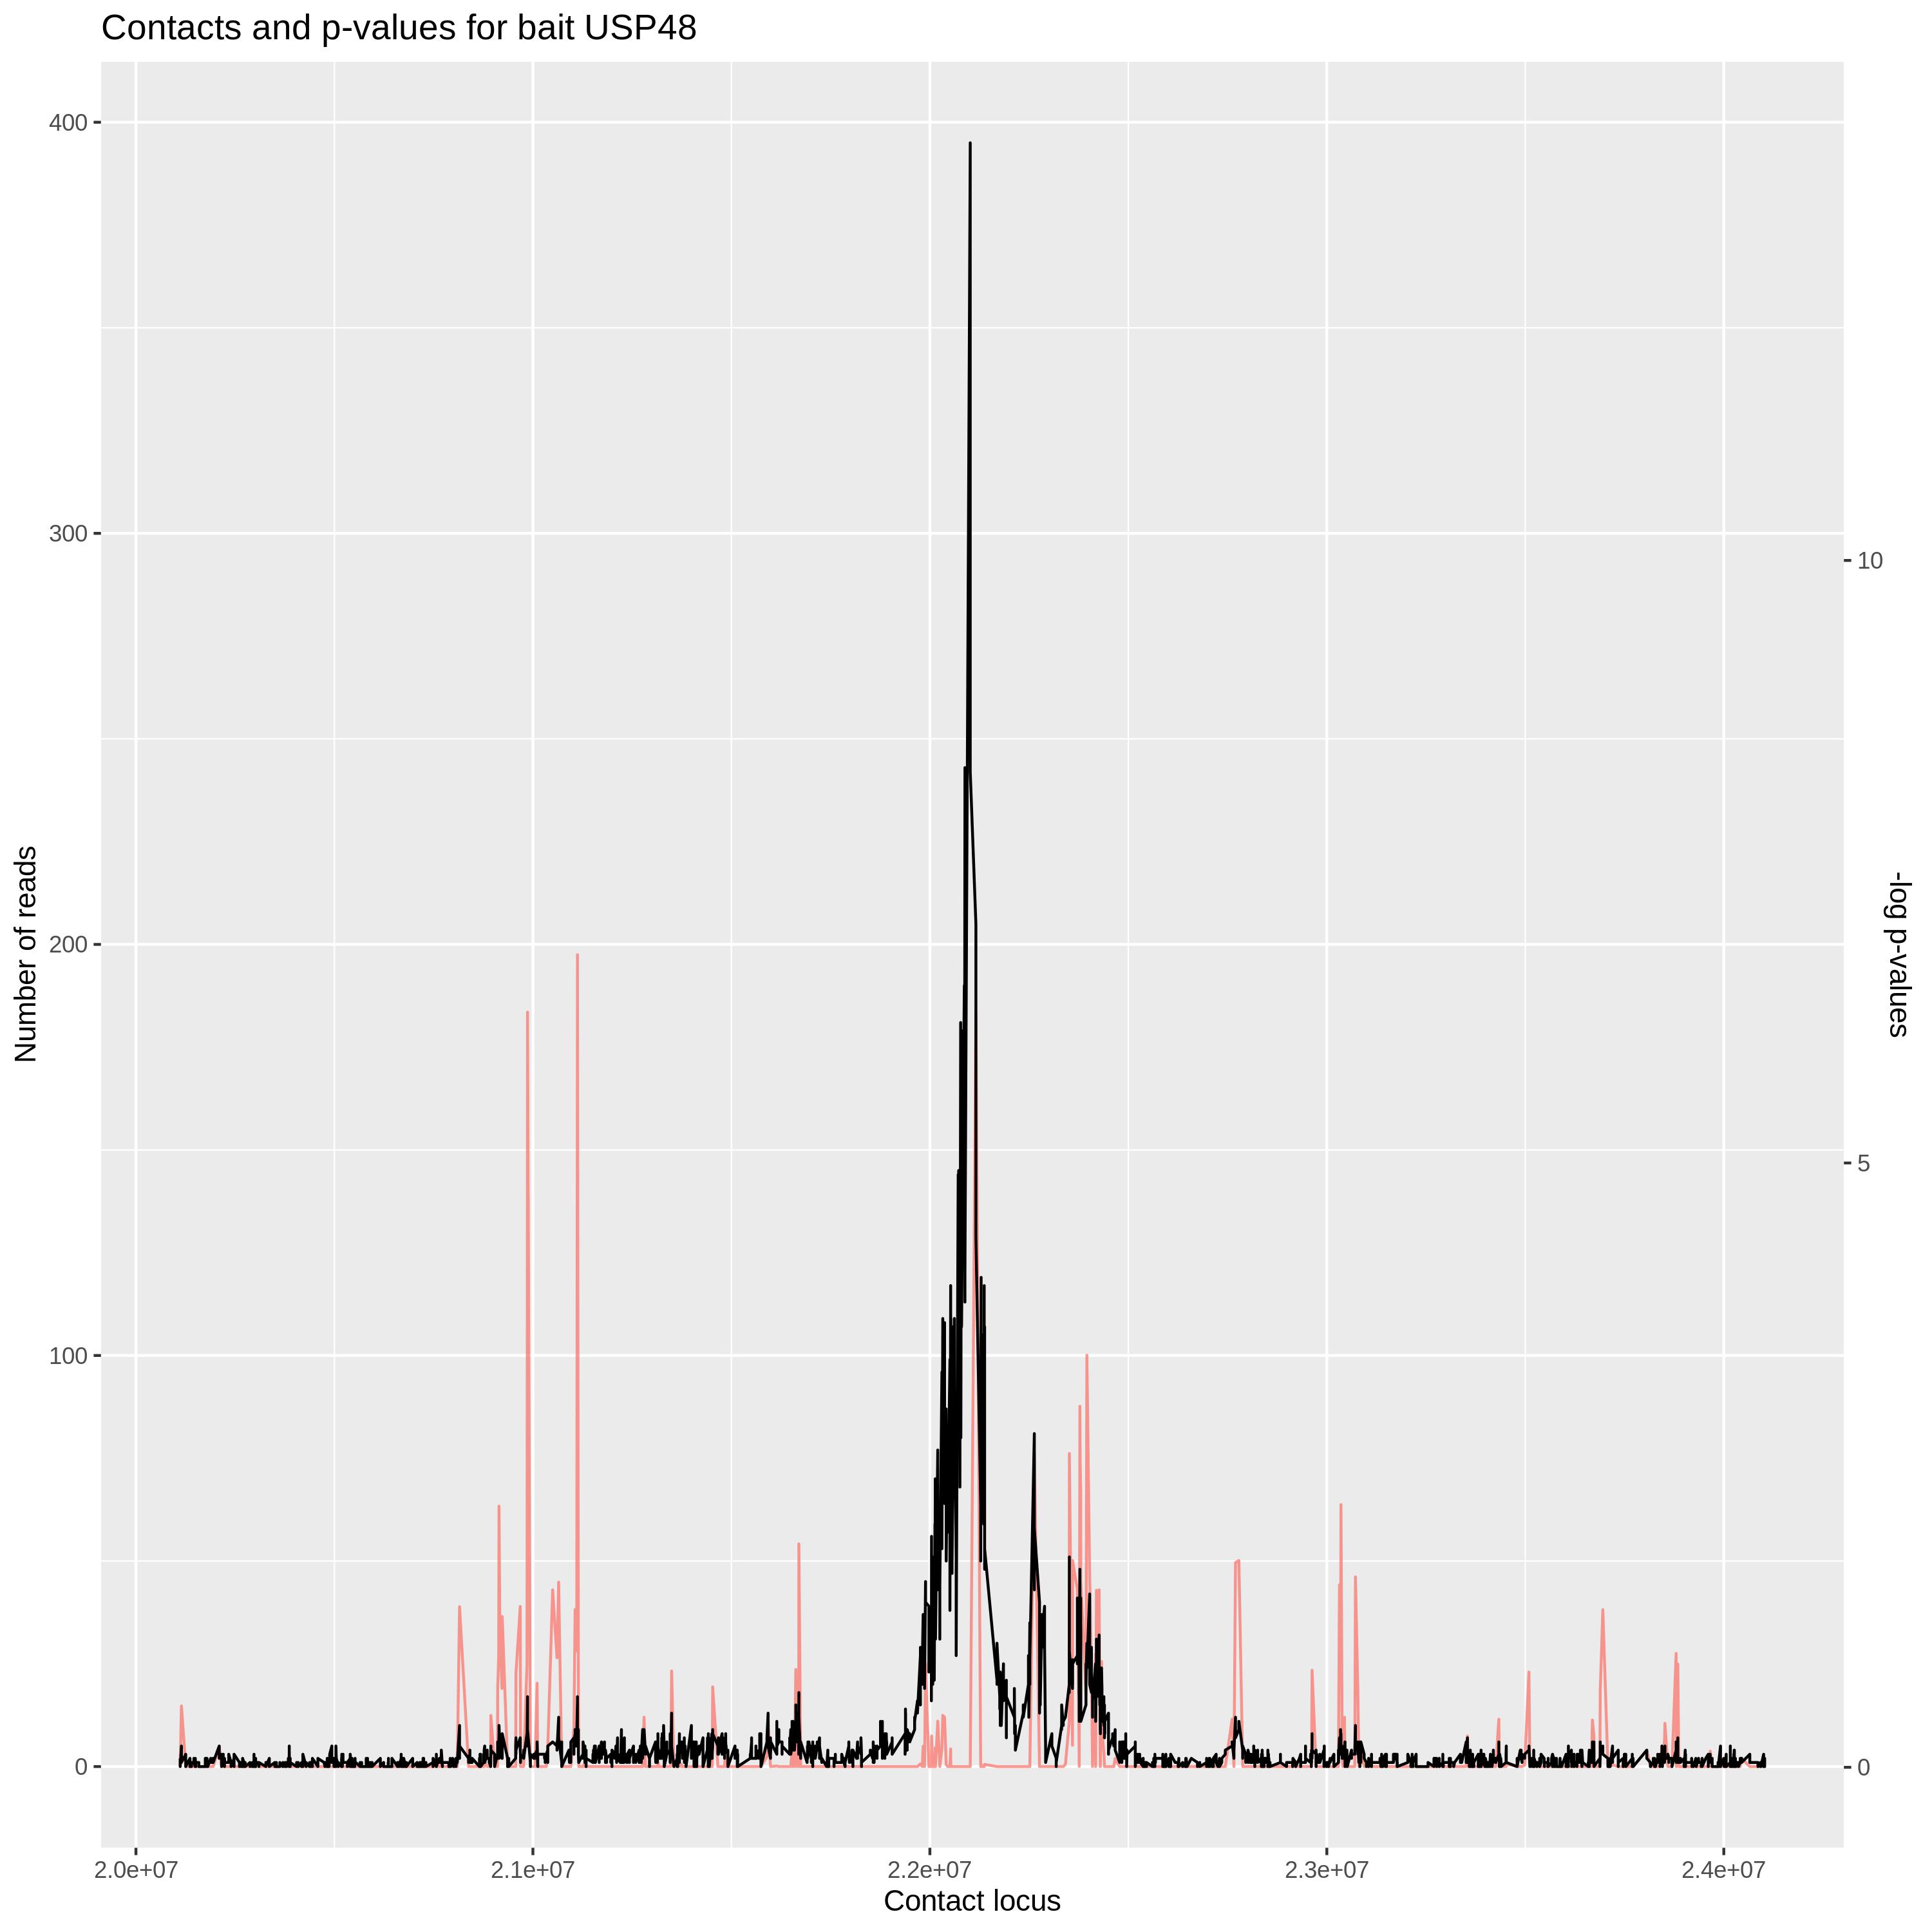 Contacts and p-values for bait USP48
400
300
200
100
0
Number of reads
10
5
0
-log p-values
2.0e+07
2.1e+07
2.2e+07
2.3e+07
2.4e+07
Contact locus